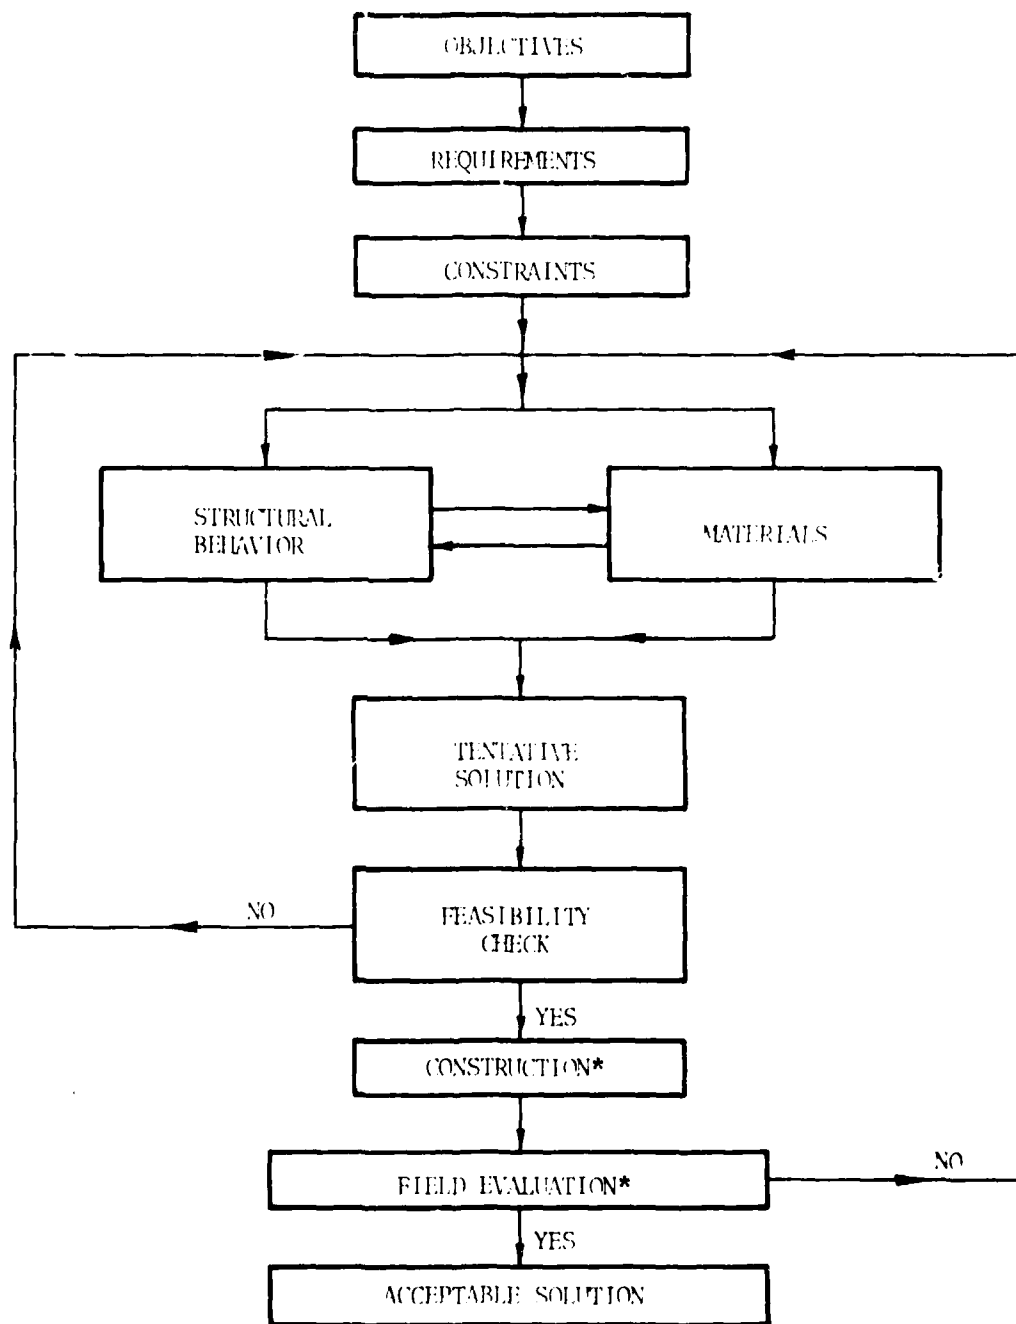 OBJECTIVES
REQUIREMENTS
CONSTRAINTS
STRUCTURAL
BEHAVIOR
MATERIALS
TENTATIVE
SOLUTION
NO
FEASIBILITY
CHECK
YES
CONSTRUCTION*
NO
FIELD EVALUATION*
YES
ACCEPTABLE SOLUTION